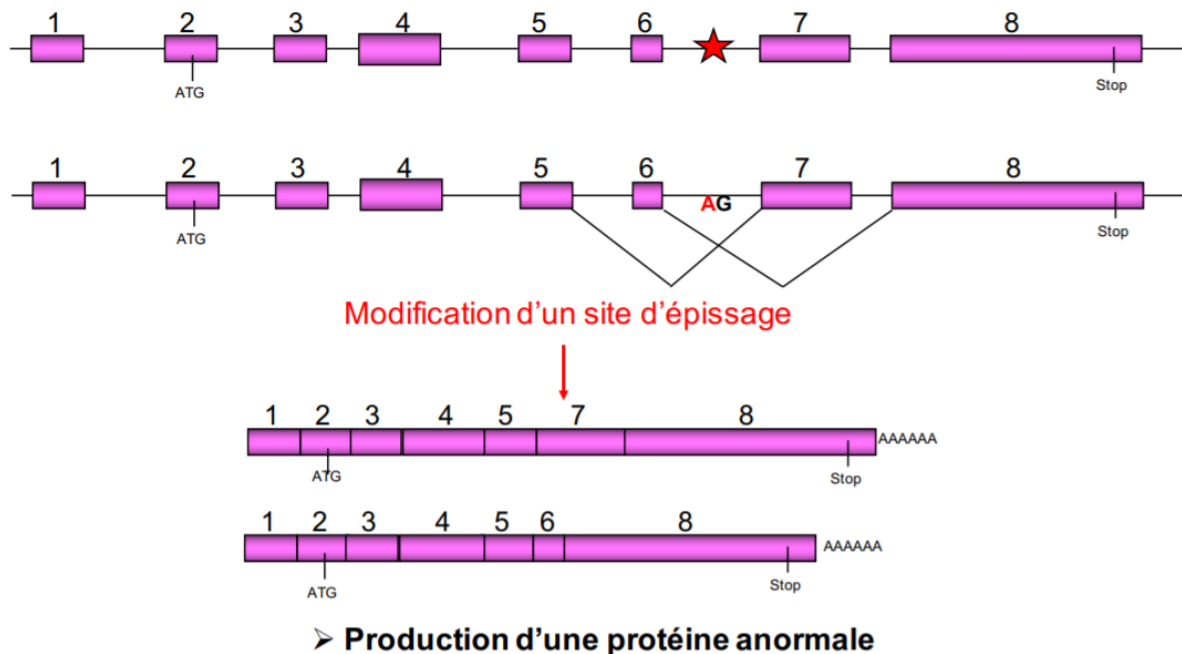 1 2 3 4 5 6 7 8
ATG Stop
1 2 3 4 5 6 7 8
AG
ATG Stop
Modification d'un site d'épissage
1 2 3 4 5 7 8
AAAAAA
ATG Stop
1 2 3 4 5 6 8
AAAAAA
ATG Stop
➢ Production d'une protéine anormale